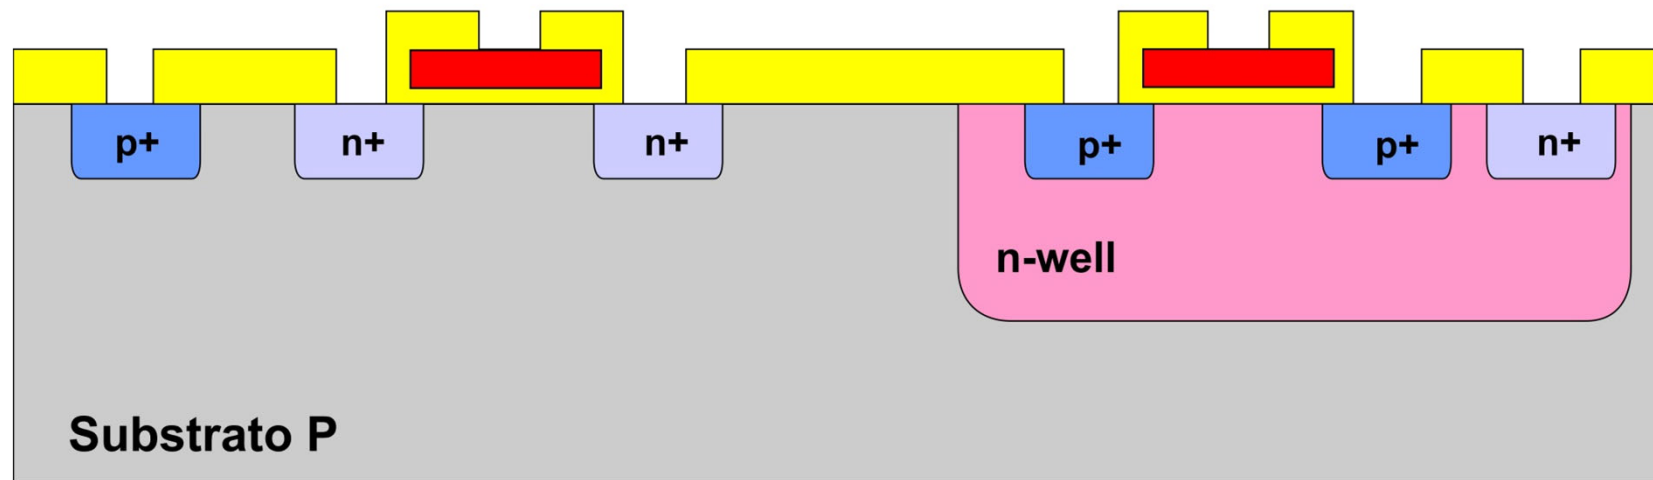 p+
n+
n+
p+
p+
n+
n-well
Substrato P